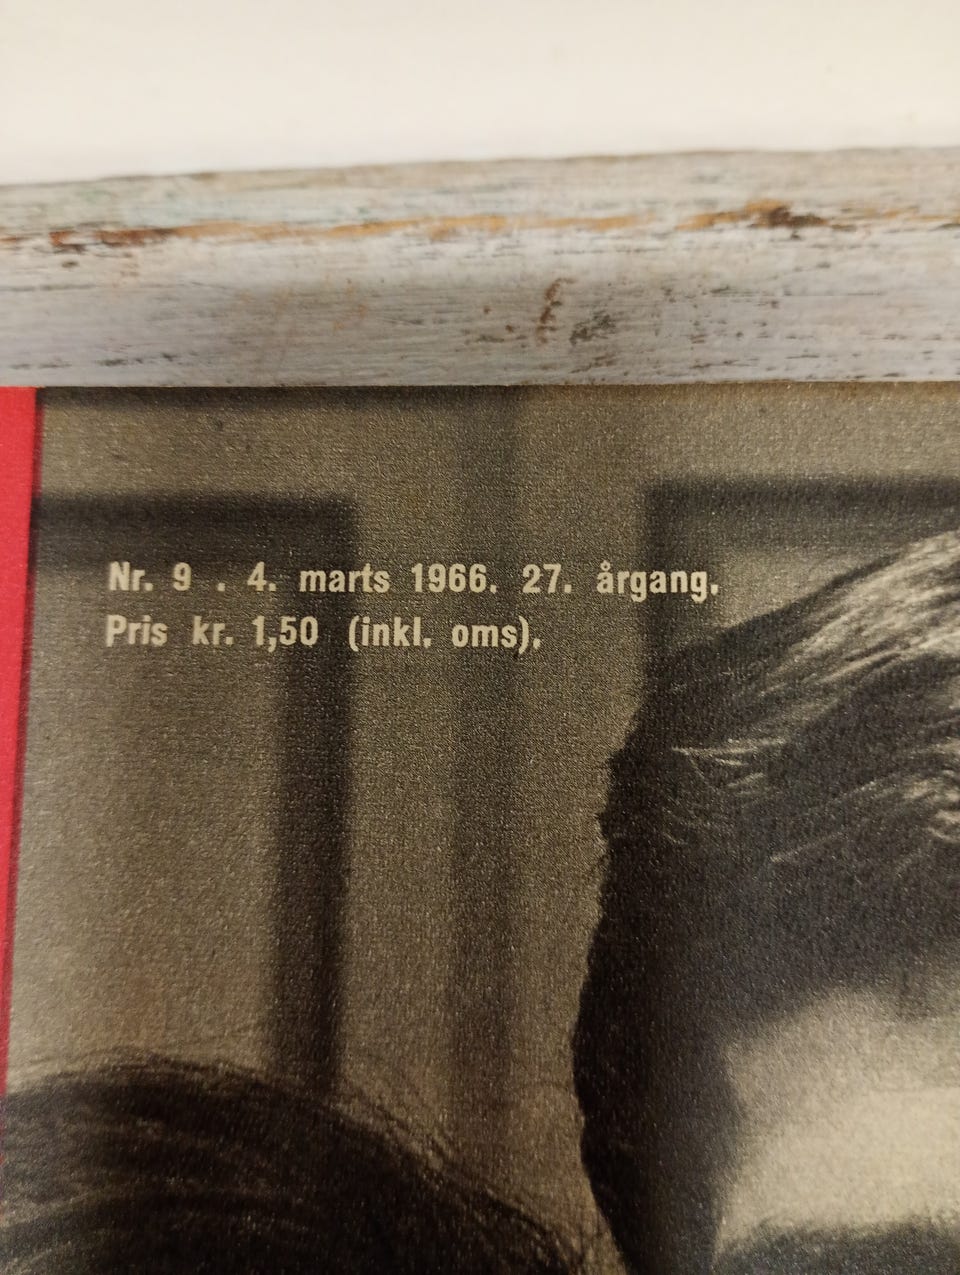 Nr. 9 . 4. marts 1966. 27. årgang.
Pris kr. 1,50 (inkl. oms).